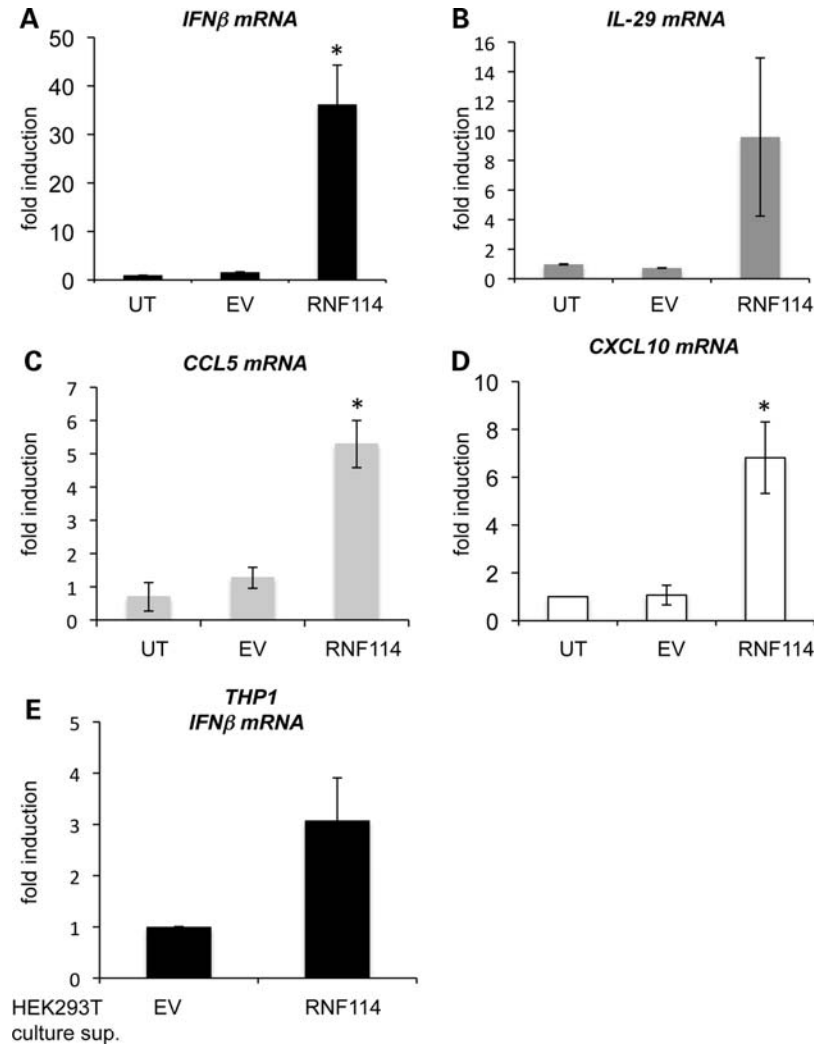 A
IFNβ mRNA
fold induction
50
40
30
20
10
0
*
UT EV RNF114
B
IL-29 mRNA
fold induction
16
14
12
10
8
6
4
2
0
UT EV RNF114
C
CCL5 mRNA
fold induction
7
6
5
4
3
2
1
0
*
UT EV RNF114
D
CXCL10 mRNA
fold induction
10
8
6
4
2
0
*
UT EV RNF114
E
THP1
IFNβ mRNA
fold induction
5
4
3
2
1
0
HEK293T EV RNF114
culture sup.